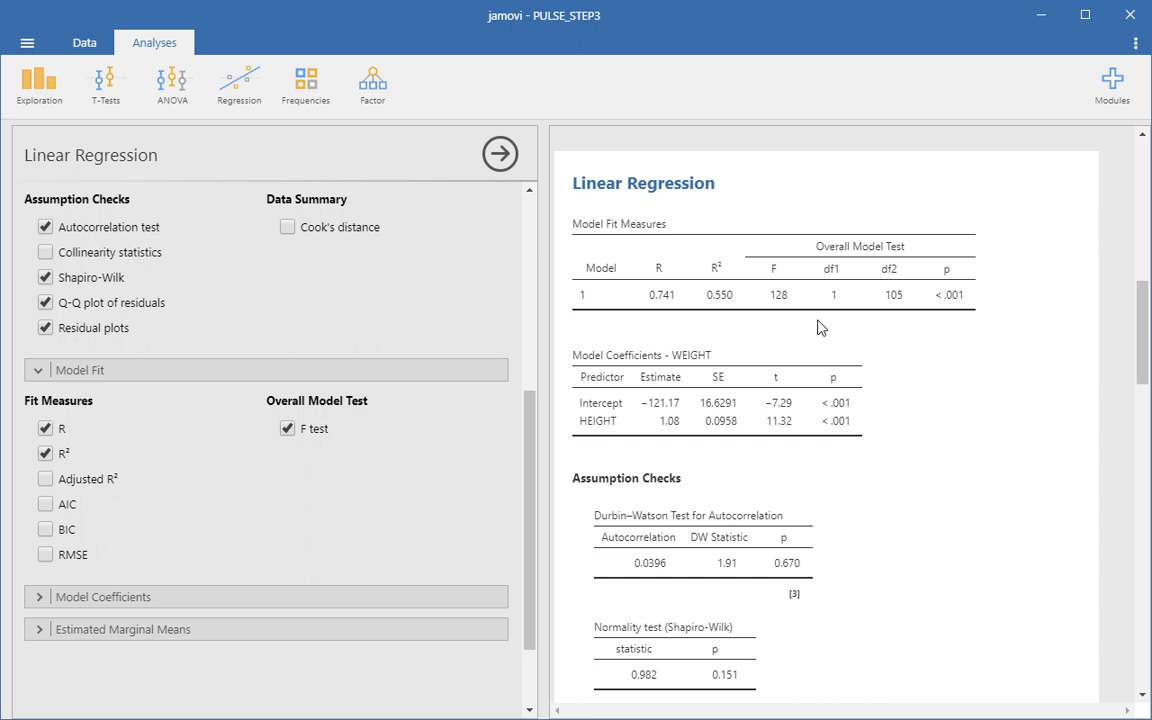 jamovi - PULSE_STEP3
Data Analyses
Exploration T-Tests ANOVA Regression Frequencies Factor Modules
Linear Regression
Assumption Checks Data Summary
Autocorrelation test Cook's distance
Collinearity statistics
Shapiro-Wilk
Q-Q plot of residuals
Residual plots
Model Fit
Fit Measures Overall Model Test
R F test
R²
Adjusted R²
AIC
BIC
RMSE
Model Coefficients
Estimated Marginal Means
Linear Regression
Model Fit Measures
Overall Model Test
Model R R² F df1 df2 p
1 0.741 0.550 128 1 105 < .001
Model Coefficients - WEIGHT
Predictor Estimate SE t p
Intercept −121.17 16.6291 −7.29 < .001
HEIGHT 1.08 0.0958 11.32 < .001
Assumption Checks
Durbin–Watson Test for Autocorrelation
Autocorrelation DW Statistic p
0.0396 1.91 0.670
[3]
Normality test (Shapiro-Wilk)
statistic p
0.982 0.151